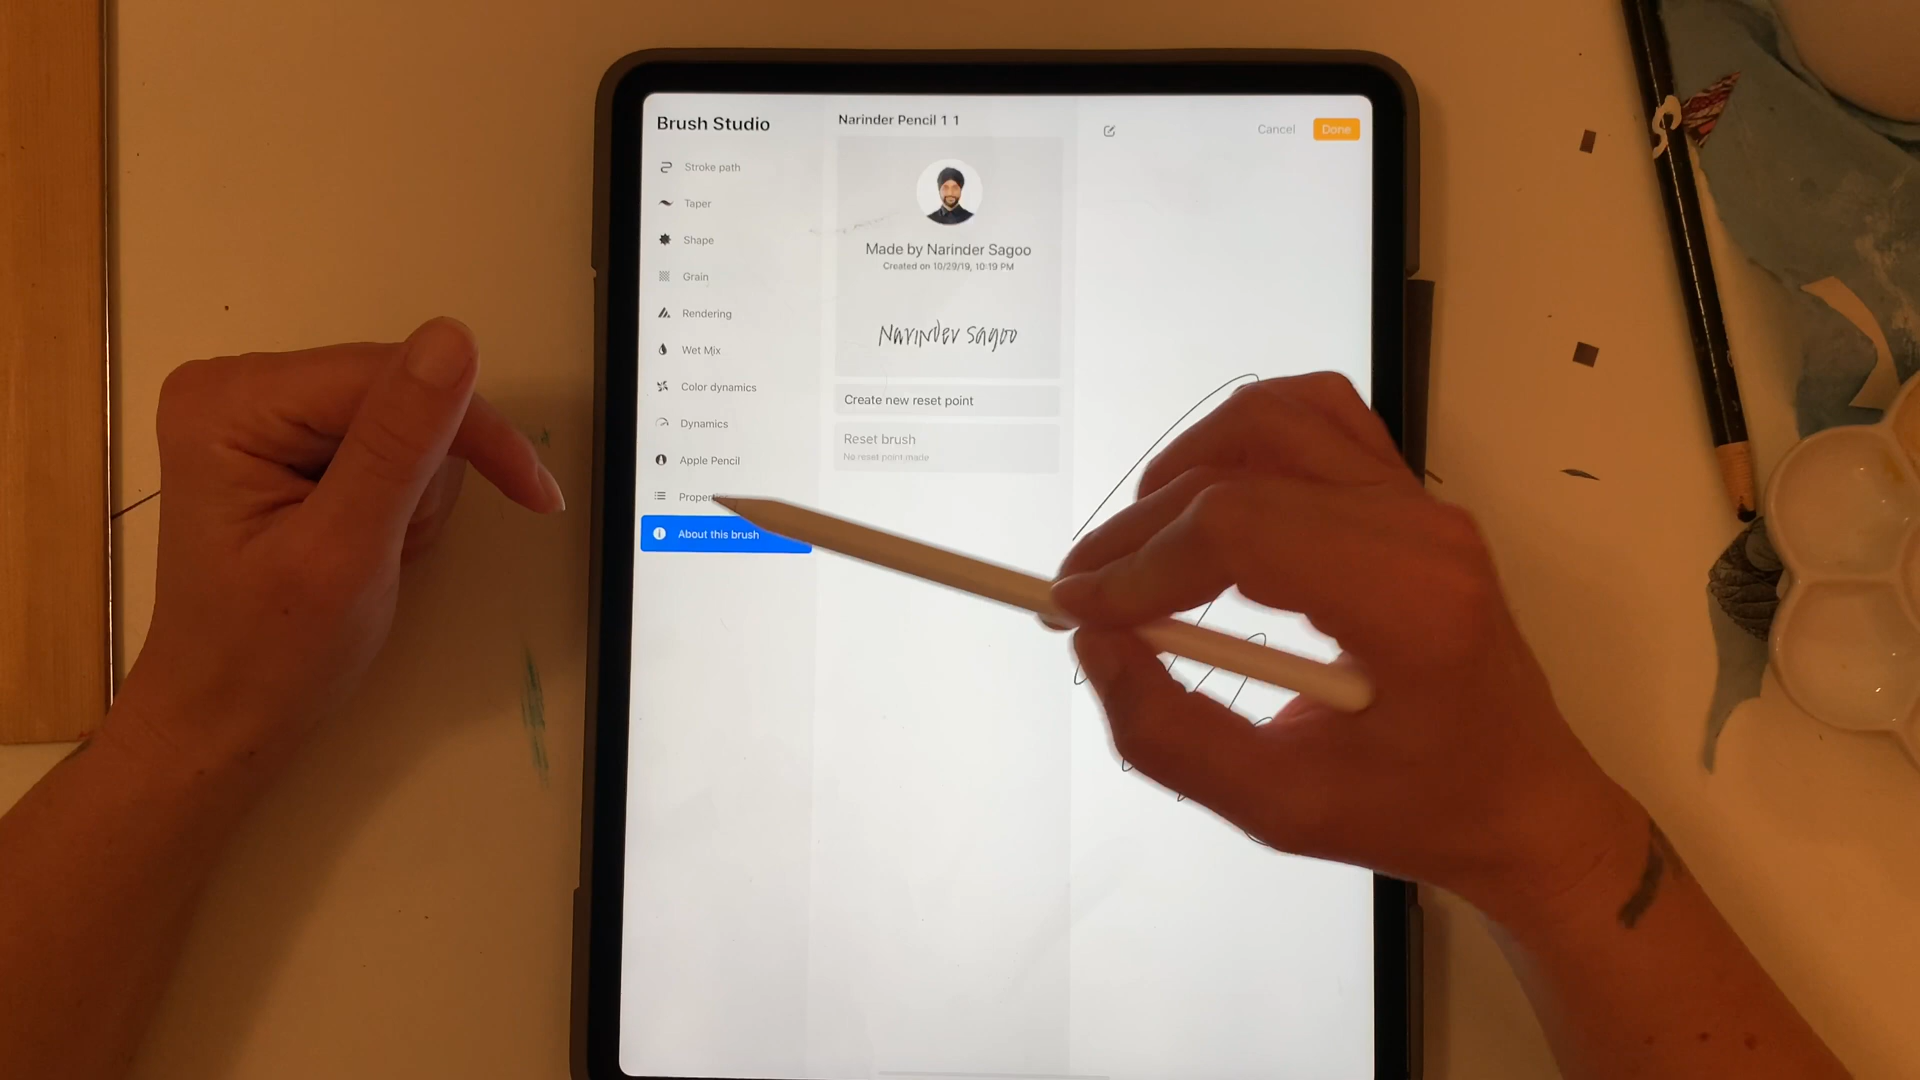 Brush Studio
Stroke path
Taper
Shape
Grain
Rendering
Wet Mix
Color dynamics
Dynamics
Apple Pencil
About this brush
Narinder Pencil 1 1
Made by Narinder Sagoo
Created on 10/29/19, 10:19 PM
Narinder Sagoo
Create new reset point
Reset brush
No reset point made
Cancel
Done